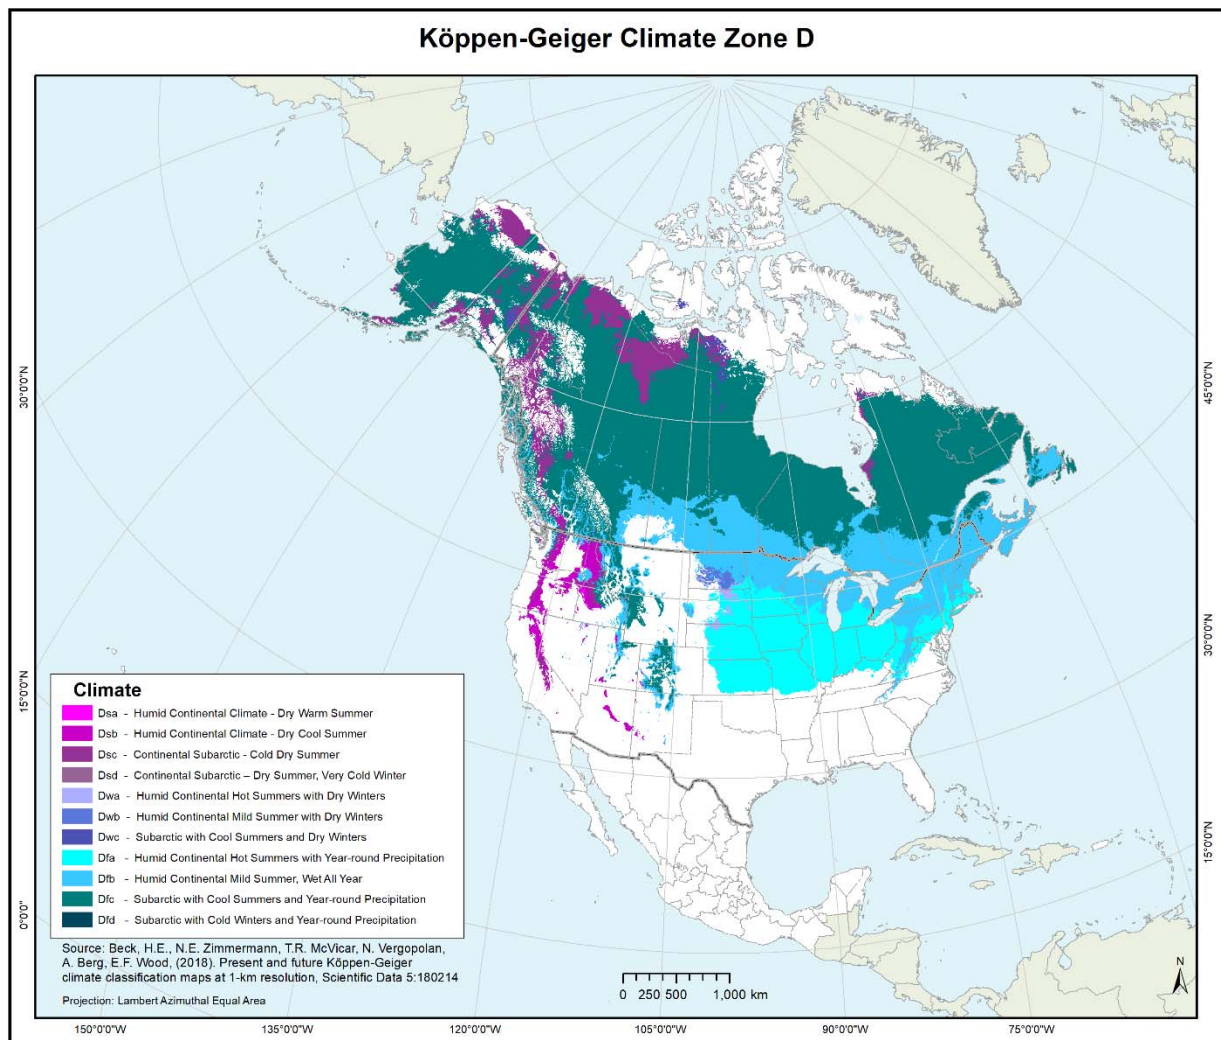 Köppen-Geiger Climate Zone D
30°0'0"N
45°0'0"N
15°0'0"N
30°0'0"N
0°0'0"
15°0'0"N
Climate
Dsa - Humid Continental Climate - Dry Warm Summer
Dsb - Humid Continental Climate - Dry Cool Summer
Dsc - Continental Subarctic - Cold Dry Summer
Dsd - Continental Subarctic – Dry Summer, Very Cold Winter
Dwa - Humid Continental Hot Summers with Dry Winters
Dwb - Humid Continental Mild Summer with Dry Winters
Dwc - Subarctic with Cool Summers and Dry Winters
Dfa - Humid Continental Hot Summers with Year-round Precipitation
Dfb - Humid Continental Mild Summer, Wet All Year
Dfc - Subarctic with Cool Summers and Year-round Precipitation
Dfd - Subarctic with Cold Winters and Year-round Precipitation
Source: Beck, H.E., N.E. Zimmermann, T.R. McVicar, N. Vergopolan,
A. Berg, E.F. Wood, (2018). Present and future Köppen-Geiger
climate classification maps at 1-km resolution, Scientific Data 5:180214
Projection: Lambert Azimuthal Equal Area
0 250 500 1,000 km
N
150°0'0"W 135°0'0"W 120°0'0"W 105°0'0"W 90°0'0"W 75°0'0"W